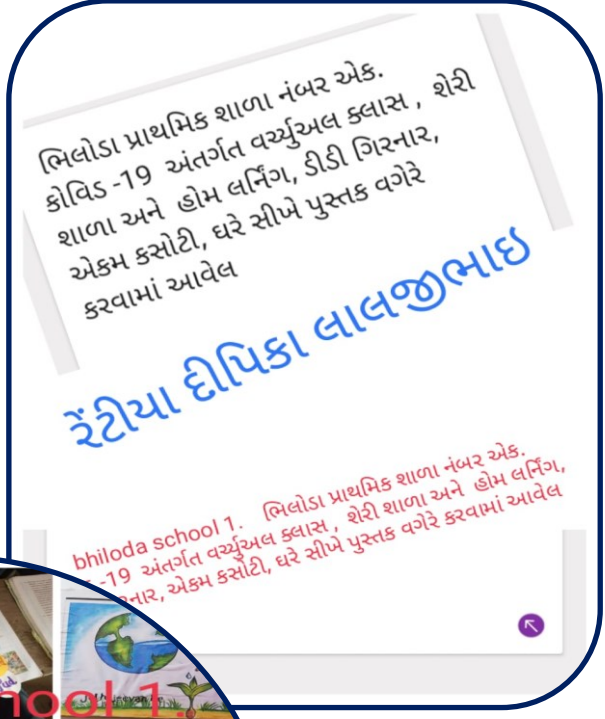 ભિલોડા પ્રાથમિક શાળા નંબર એક.
કોવિડ -19 અંતર્ગત વર્ચ્યુઅલ ક્લાસ , શેરી
શાળા અને હોમ લર્નિંગ, ડીડી ગિરનાર,
એકમ કસોટી, ઘરે સીખે પુસ્તક વગેરે
કરવામાં આવેલ
રેંટીયા દીપિકા લાલજીભાઇ
bhiloda school 1. ભિલોડા પ્રાથમિક શાળા નંબર એક.
-19 અંતર્ગત વર્ચ્યુઅલ ક્લાસ , શેરી શાળા અને હોમ લર્નિંગ,
એકમ કસોટી, ઘરે સીખે પુસ્તક વગેરે કરવામાં આવેલ